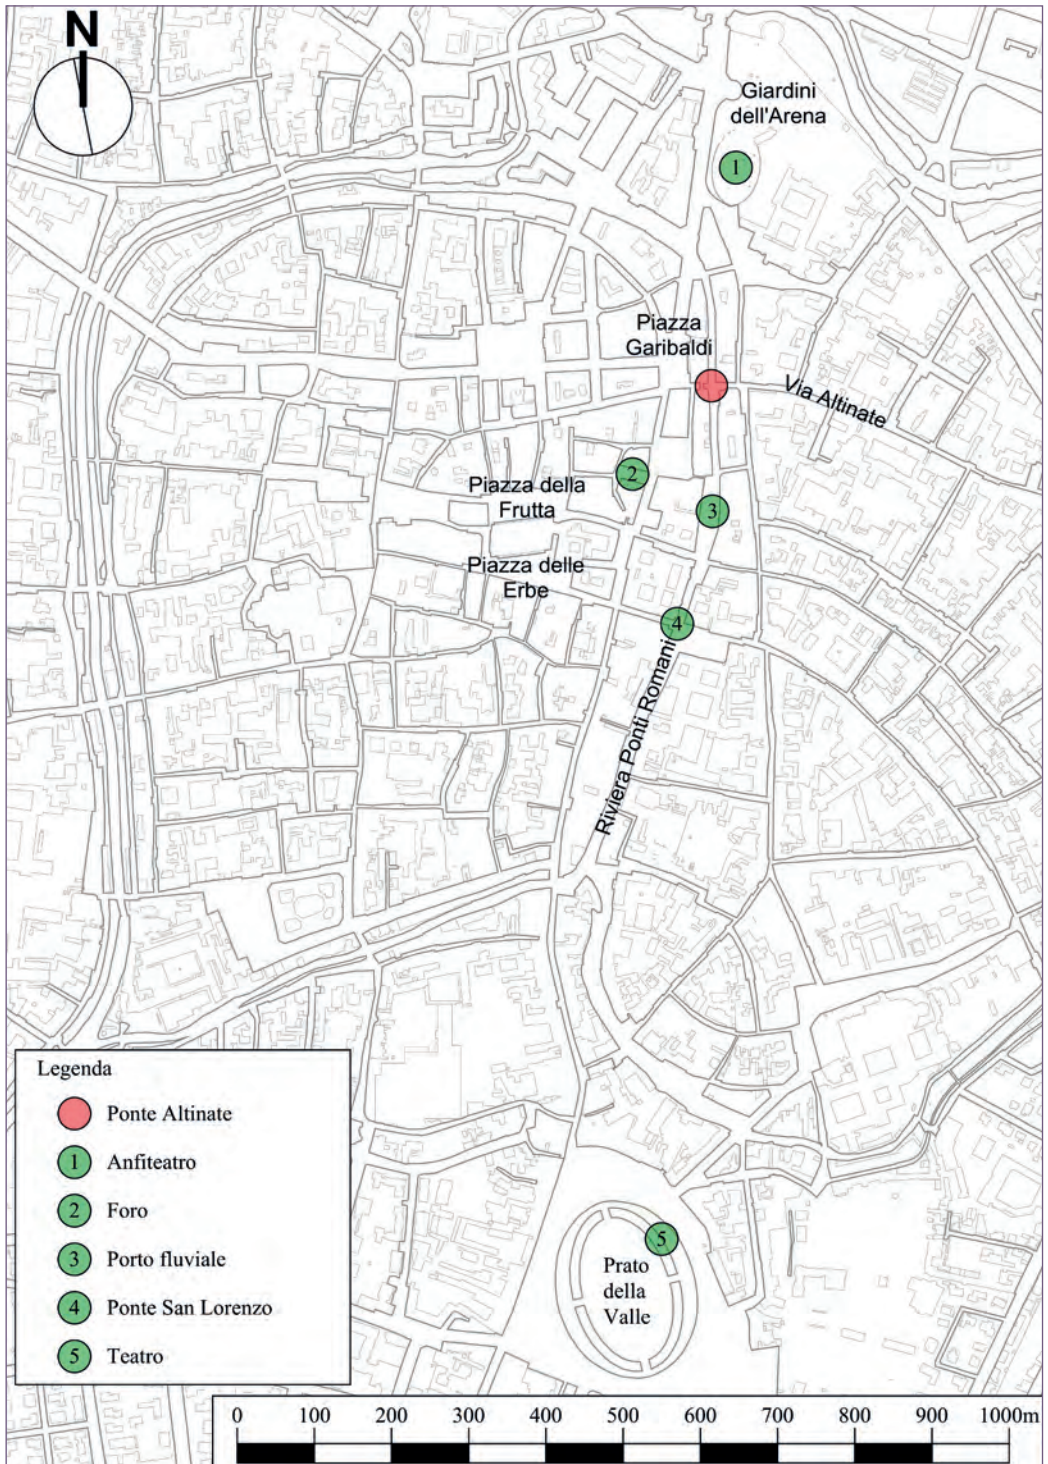 N
Giardini
dell'Arena
1
Piazza
Garibaldi
Via Altinate
2
Piazza della
Frutta
3
Piazza delle
Erbe
4
Riviera Ponti Romani
5
Prato
della
Valle
Legenda
Ponte Altinate
1 Anfiteatro
2 Foro
3 Porto fluviale
4 Ponte San Lorenzo
5 Teatro
0 100 200 300 400 500 600 700 800 900 1000m